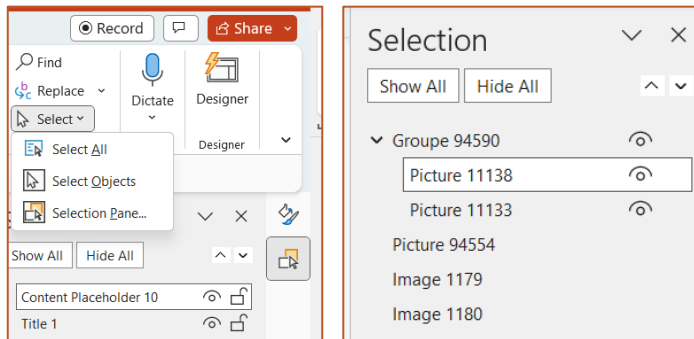 Record
Share
Find
Replace
Select
Dictate
Designer
Designer
Select All
Select Objects
Selection Pane...
Show All
Hide All
Content Placeholder 10
Title 1
Selection
Show All
Hide All
Groupe 94590
Picture 11138
Picture 11133
Picture 94554
Image 1179
Image 1180